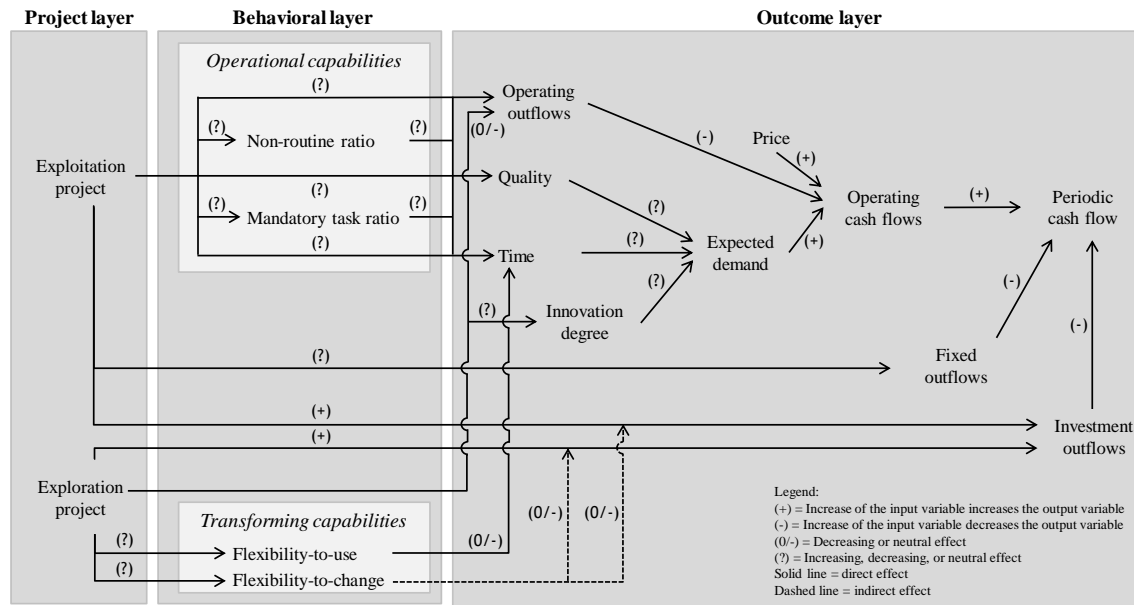 Project layer
Behavioral layer
Outcome layer
Operational capabilities
(?)
Operating
outflows
(?)
Non-routine ratio
(?)
(0/-)
(-)
Price
(+)
Exploitation
project
(?)
Quality
Operating
cash flows
(+)
Periodic
cash flow
(?)
Mandatory task ratio
(?)
(?)
(?)
Time
(?)
Expected
demand
(+)
(?)
(?)
Innovation
degree
(-)
(-)
(?)
Fixed
outflows
(+)
(+)
Investment
outflows
Exploration
project
Transforming capabilities
(?)
Flexibility-to-use
(0/-)
(0/-)
(0/-)
(?)
Flexibility-to-change
Legend:
(+) = Increase of the input variable increases the output variable
(-) = Increase of the input variable decreases the output variable
(0/-) = Decreasing or neutral effect
(?) = Increasing, decreasing, or neutral effect
Solid line = direct effect
Dashed line = indirect effect